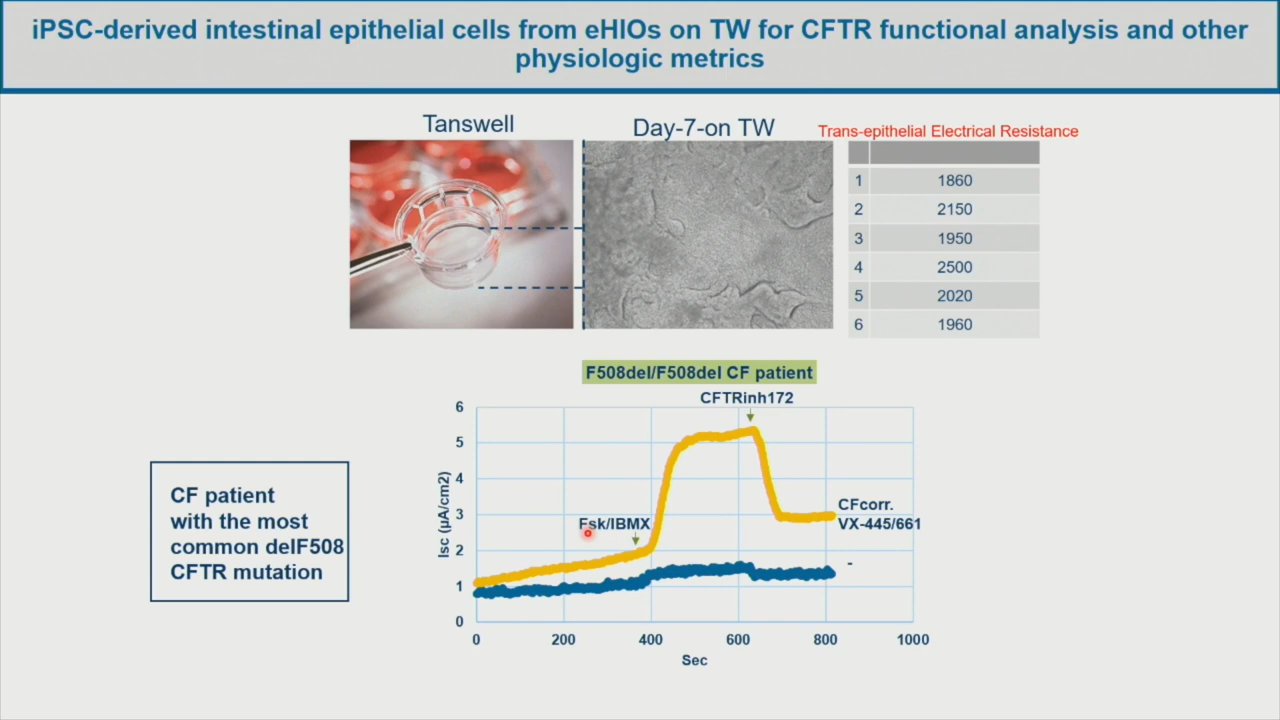 iPSC-derived intestinal epithelial cells from eHIOs on TW for CFTR functional analysis and other
physiologic metrics
Tanswell
Day-7-on TW
Trans-epithelial Electrical Resistance
1 1860
2 2150
3 1950
4 2500
5 2020
6 1960
F508del/F508del CF patient
CFTRinh172
6
5
4
3
2
1
0
Isc (µA/cm2)
Fsk/IBMX
CFcorr.
VX-445/661
-
0 200 400 600 800 1000
Sec
CF patient
with the most
common delF508
CFTR mutation